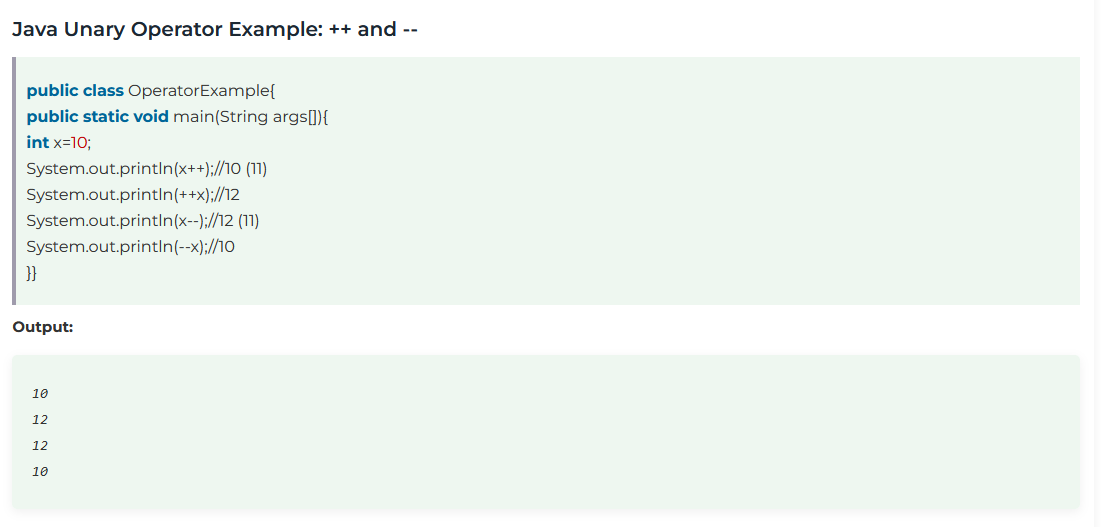 Java Unary Operator Example: ++ and --
public class OperatorExample{
public static void main(String args[]){
int x=10;
System.out.println(x++);//10 (11)
System.out.println(++x);//12
System.out.println(x--);//12 (11)
System.out.println(--x);//10
}}
Output:
10
12
12
10